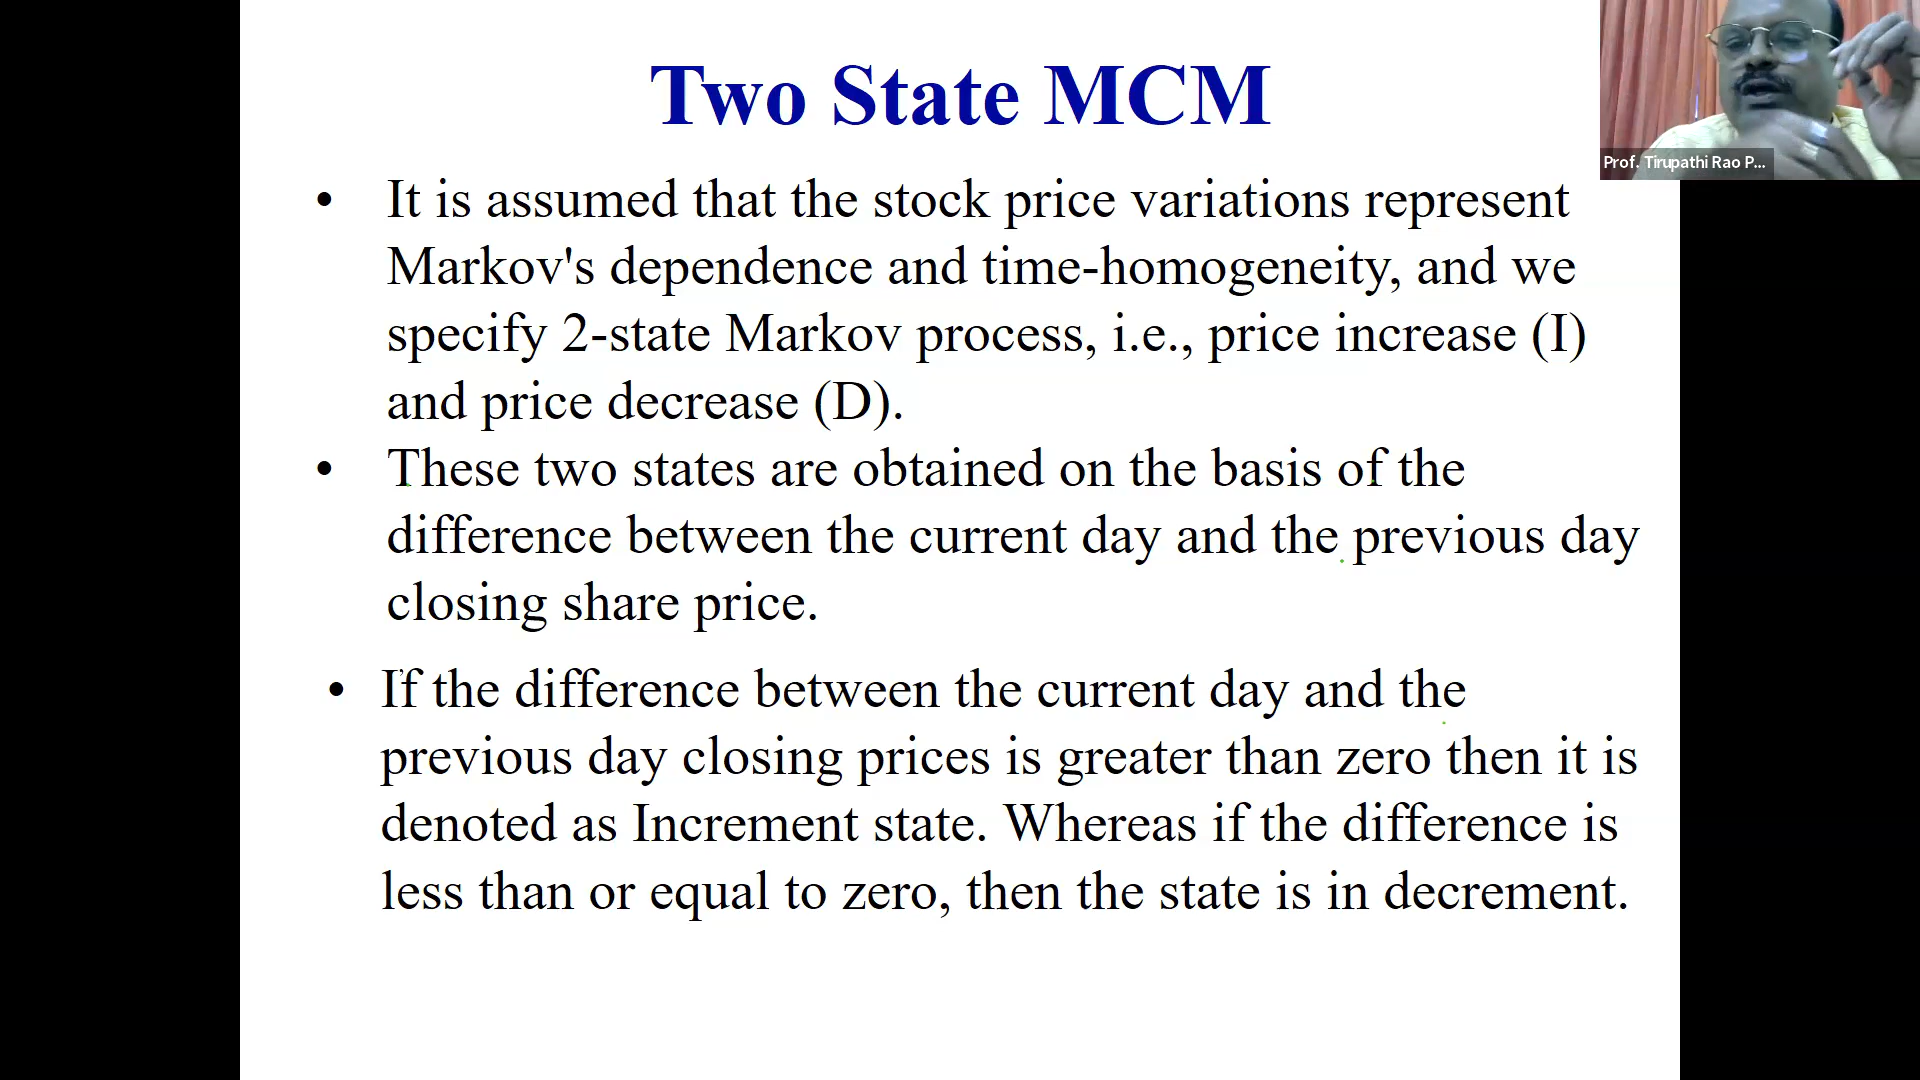 Two State MCM
Prof. Tirupathi Rao P...
• It is assumed that the stock price variations represent
Markov's dependence and time-homogeneity, and we
specify 2-state Markov process, i.e., price increase (I)
and price decrease (D).
• These two states are obtained on the basis of the
difference between the current day and the previous day
closing share price.
• If the difference between the current day and the
previous day closing prices is greater than zero then it is
denoted as Increment state. Whereas if the difference is
less than or equal to zero, then the state is in decrement.